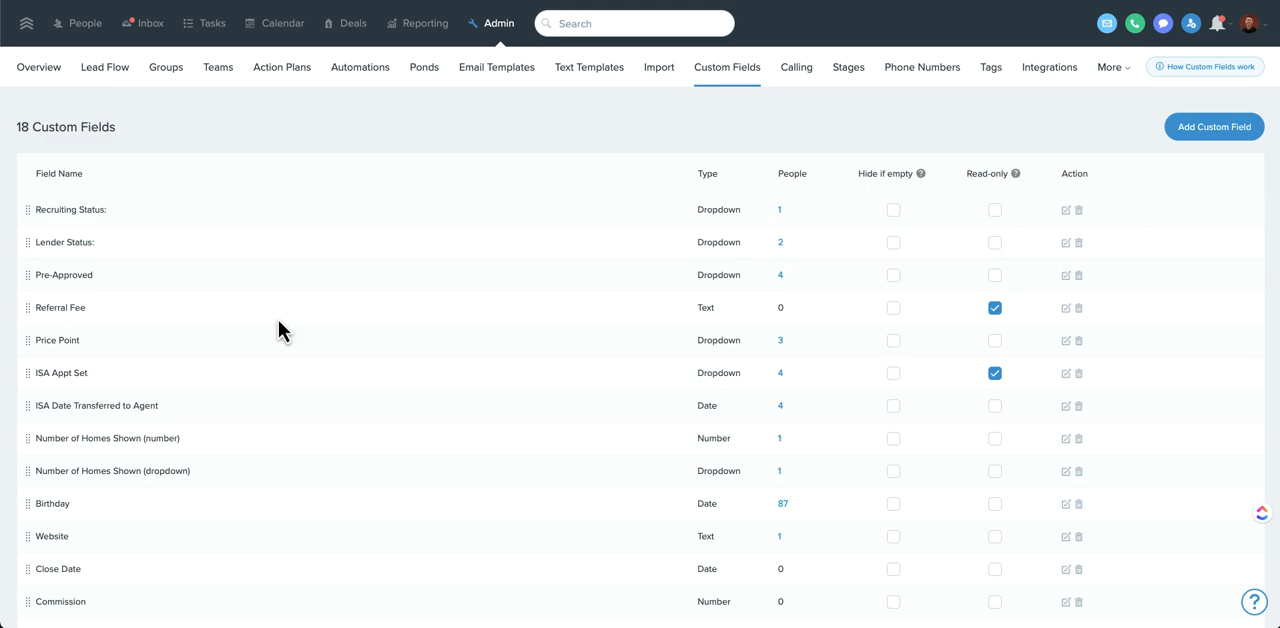 People Inbox Tasks Calendar Deals Reporting Admin Search
Overview Lead Flow Groups Teams Action Plans Automations Ponds Email Templates Text Templates Import Custom Fields Calling Stages Phone Numbers Tags Integrations More How Custom Fields work
18 Custom Fields Add Custom Field
Field Name Type People Hide if empty ? Read-only ? Action
Recruiting Status: Dropdown 1
Lender Status: Dropdown 2
Pre-Approved Dropdown 4
Referral Fee Text 0
Price Point Dropdown 3
ISA Appt Set Dropdown 4
ISA Date Transferred to Agent Date 4
Number of Homes Shown (number) Number 1
Number of Homes Shown (dropdown) Dropdown 1
Birthday Date 87
Website Text 1
Close Date Date 0
Commission Number 0
?